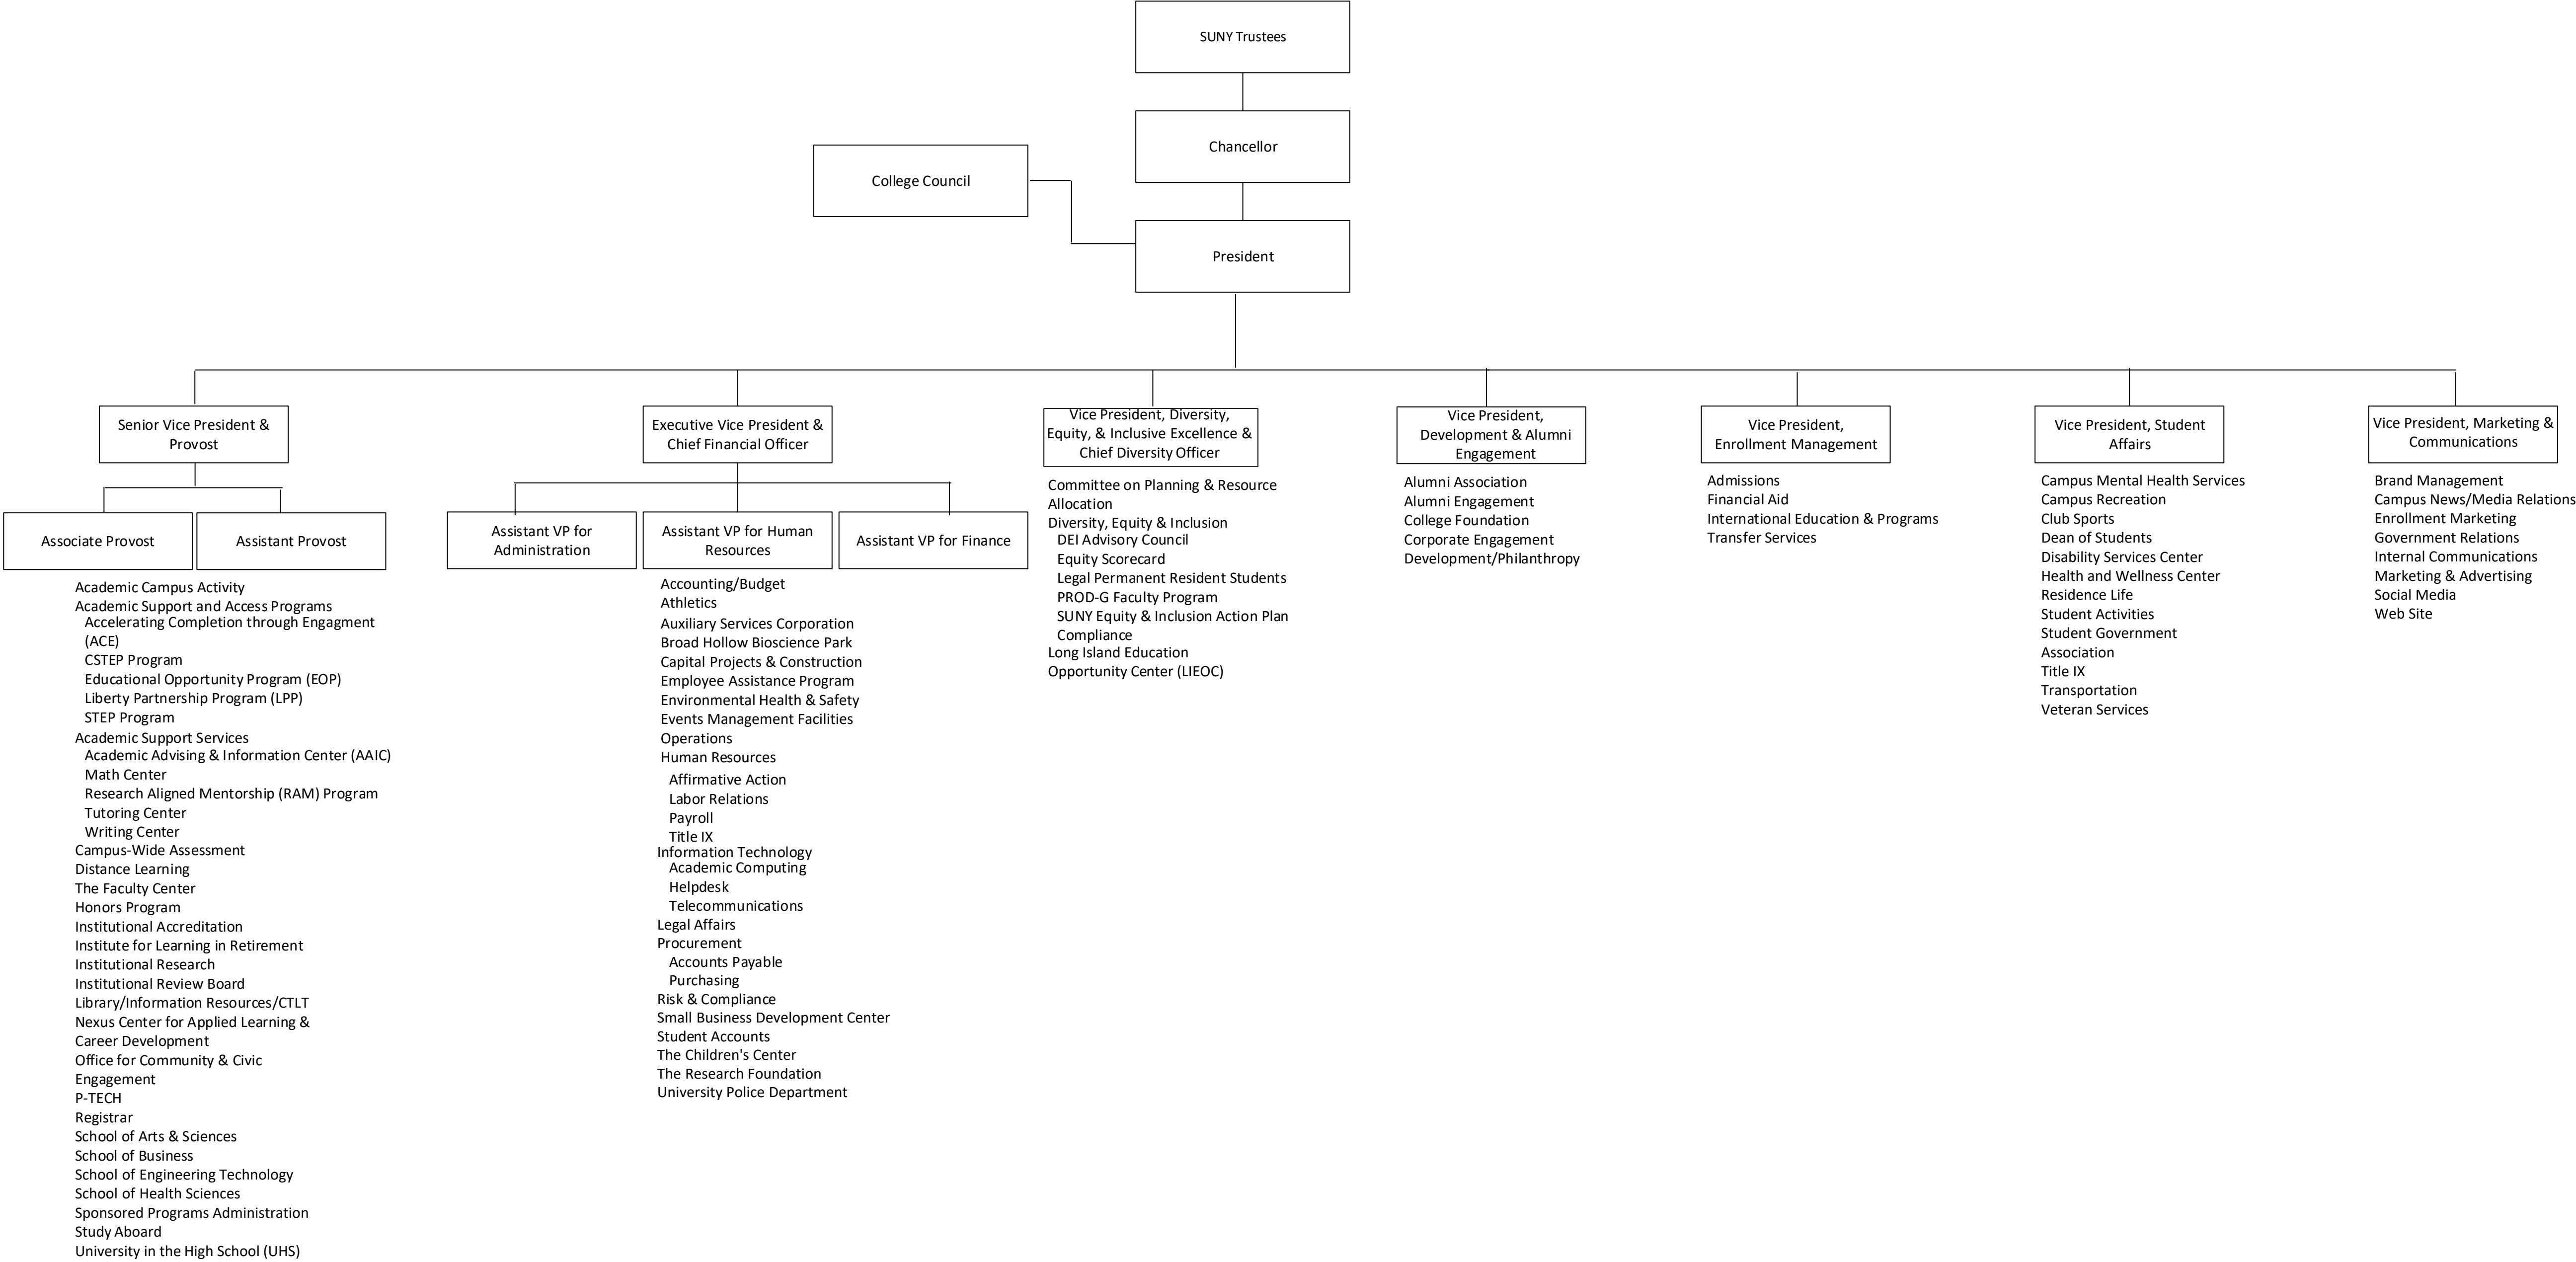 SUNY Trustees
Chancellor
College Council
President
Senior Vice President &
Provost
Associate Provost
Assistant Provost
Academic Campus Activity
Academic Support and Access Programs
Accelerating Completion through Engagment
(ACE)
CSTEP Program
Educational Opportunity Program (EOP)
Liberty Partnership Program (LPP)
STEP Program
Academic Support Services
Academic Advising & Information Center (AAIC)
Math Center
Research Aligned Mentorship (RAM) Program
Tutoring Center
Writing Center
Campus-Wide Assessment
Distance Learning
The Faculty Center
Honors Program
Institutional Accreditation
Institute for Learning in Retirement
Institutional Research
Institutional Review Board
Library/Information Resources/CTLT
Nexus Center for Applied Learning &
Career Development
Office for Community & Civic
Engagement
P-TECH
Registrar
School of Arts & Sciences
School of Business
School of Engineering Technology
School of Health Sciences
Sponsored Programs Administration
Study Aboard
University in the High School (UHS)
Executive Vice President &
Chief Financial Officer
Assistant VP for
Administration
Assistant VP for Human
Resources
Assistant VP for Finance
Accounting/Budget
Athletics
Auxiliary Services Corporation
Broad Hollow Bioscience Park
Capital Projects & Construction
Employee Assistance Program
Environmental Health & Safety
Events Management Facilities
Operations
Human Resources
Affirmative Action
Labor Relations
Payroll
Title IX
Information Technology
Academic Computing
Helpdesk
Telecommunications
Legal Affairs
Procurement
Accounts Payable
Purchasing
Risk & Compliance
Small Business Development Center
Student Accounts
The Children's Center
The Research Foundation
University Police Department
Vice President, Diversity,
Equity, & Inclusive Excellence &
Chief Diversity Officer
Committee on Planning & Resource
Allocation
Diversity, Equity & Inclusion
DEI Advisory Council
Equity Scorecard
Legal Permanent Resident Students
PROD-G Faculty Program
SUNY Equity & Inclusion Action Plan
Compliance
Long Island Education
Opportunity Center (LIEOC)
Vice President,
Development & Alumni
Engagement
Alumni Association
Alumni Engagement
College Foundation
Corporate Engagement
Development/Philanthropy
Vice President,
Enrollment Management
Admissions
Financial Aid
International Education & Programs
Transfer Services
Vice President, Student
Affairs
Campus Mental Health Services
Campus Recreation
Club Sports
Dean of Students
Disability Services Center
Health and Wellness Center
Residence Life
Student Activities
Student Government
Association
Title IX
Transportation
Veteran Services
Vice President, Marketing &
Communications
Brand Management
Campus News/Media Relations
Enrollment Marketing
Government Relations
Internal Communications
Marketing & Advertising
Social Media
Web Site